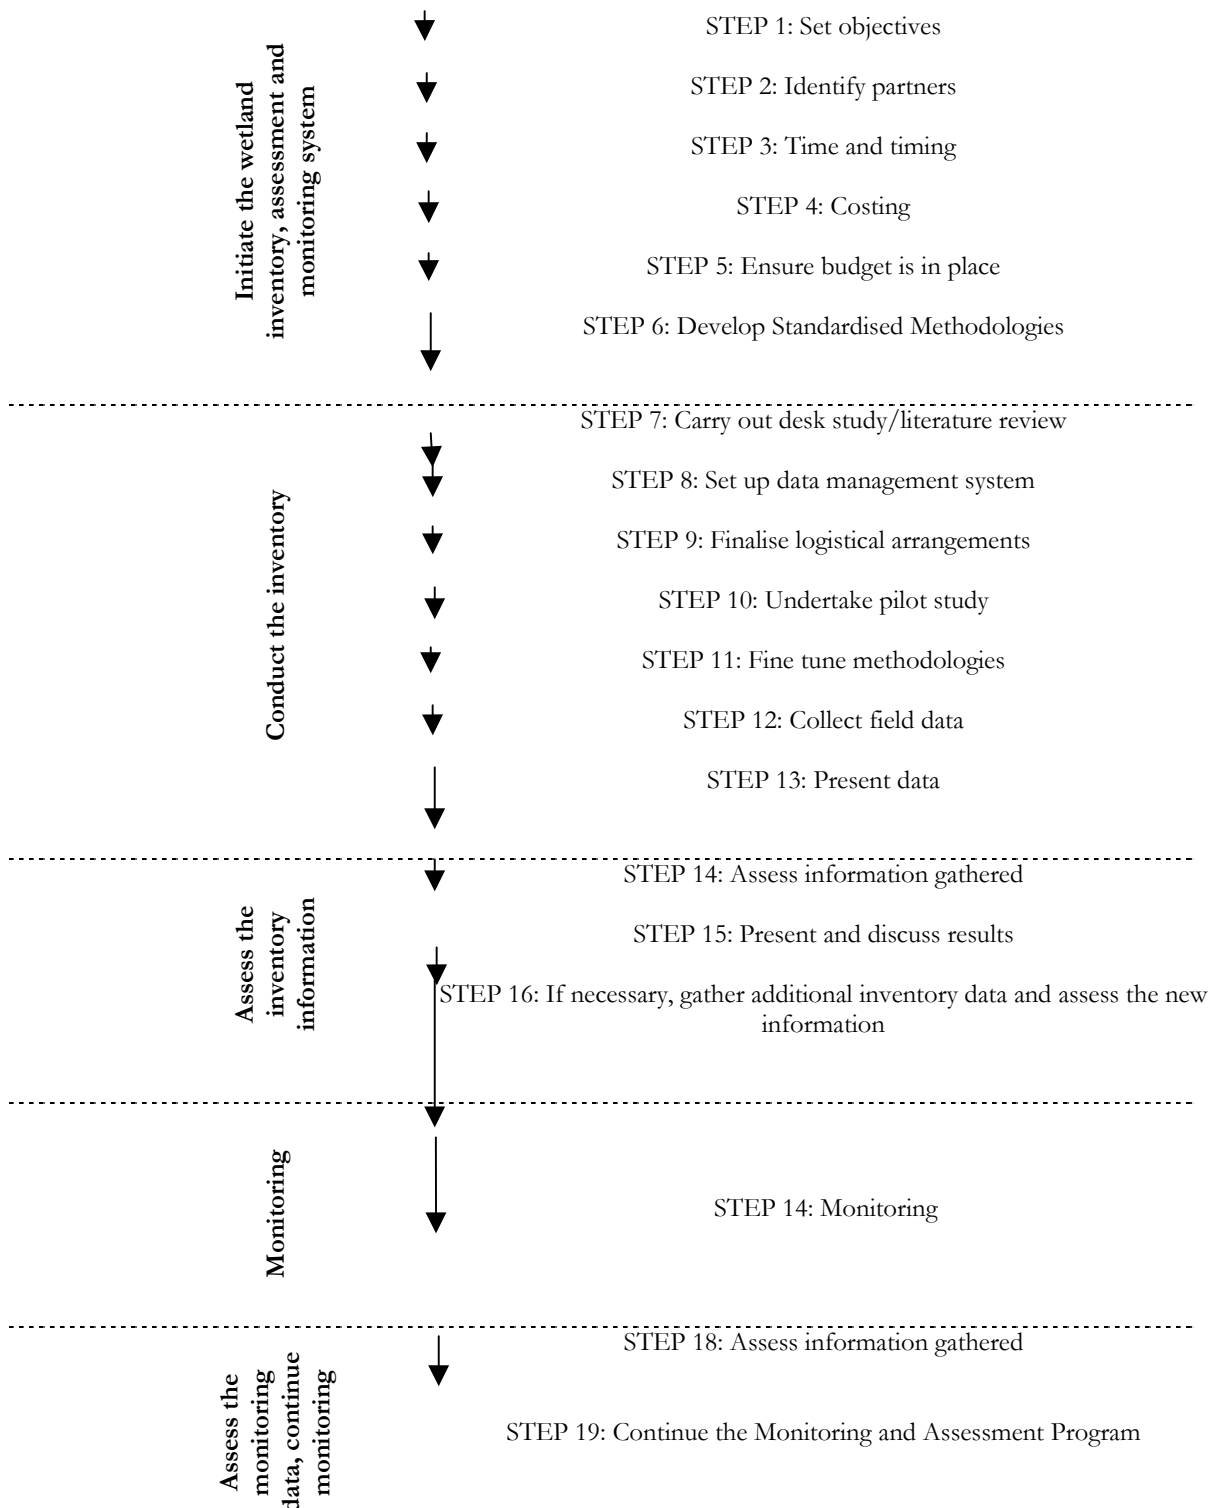 Initiate the wetland
inventory, assessment and
monitoring system
STEP 1: Set objectives
STEP 2: Identify partners
STEP 3: Time and timing
STEP 4: Costing
STEP 5: Ensure budget is in place
STEP 6: Develop Standardised Methodologies
Conduct the inventory
STEP 7: Carry out desk study/literature review
STEP 8: Set up data management system
STEP 9: Finalise logistical arrangements
STEP 10: Undertake pilot study
STEP 11: Fine tune methodologies
STEP 12: Collect field data
STEP 13: Present data
Assess the
inventory
information
STEP 14: Assess information gathered
STEP 15: Present and discuss results
STEP 16: If necessary, gather additional inventory data and assess the new
information
Monitoring
STEP 14: Monitoring
Assess the
monitoring
data, continue
monitoring
STEP 18: Assess information gathered
STEP 19: Continue the Monitoring and Assessment Program